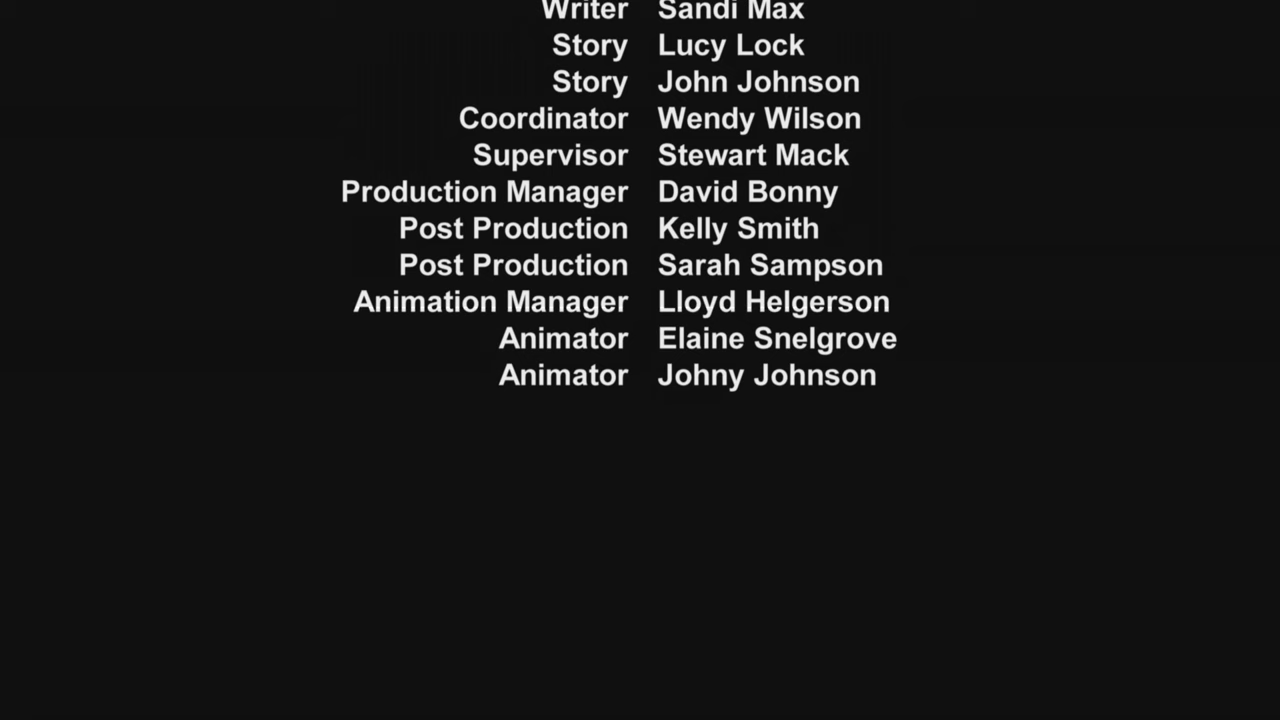 Writer Sandi Max
Story Lucy Lock
Story John Johnson
Coordinator Wendy Wilson
Supervisor Stewart Mack
Production Manager David Bonny
Post Production Kelly Smith
Post Production Sarah Sampson
Animation Manager Lloyd Helgerson
Animator Elaine Snelgrove
Animator Johny Johnson